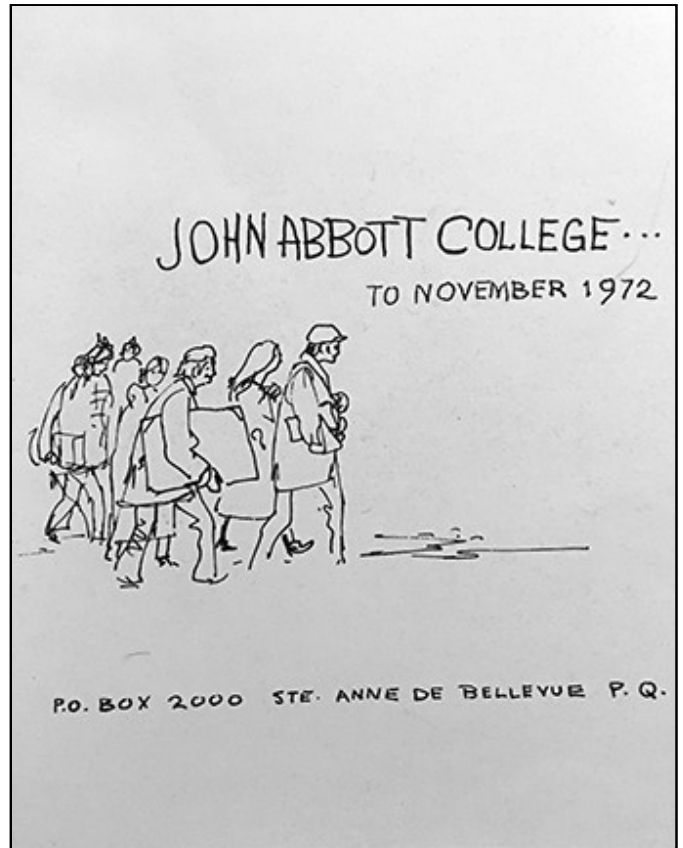 JOHN ABBOTT COLLEGE...
TO NOVEMBER 1972
P.O. BOX 2000 STE. ANNE DE BELLEVUE P. Q.